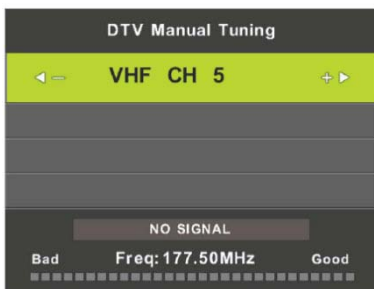 DTV Manual Tuning
− VHF CH 5 +
NO SIGNAL
Bad Freq:177.50MHz Good